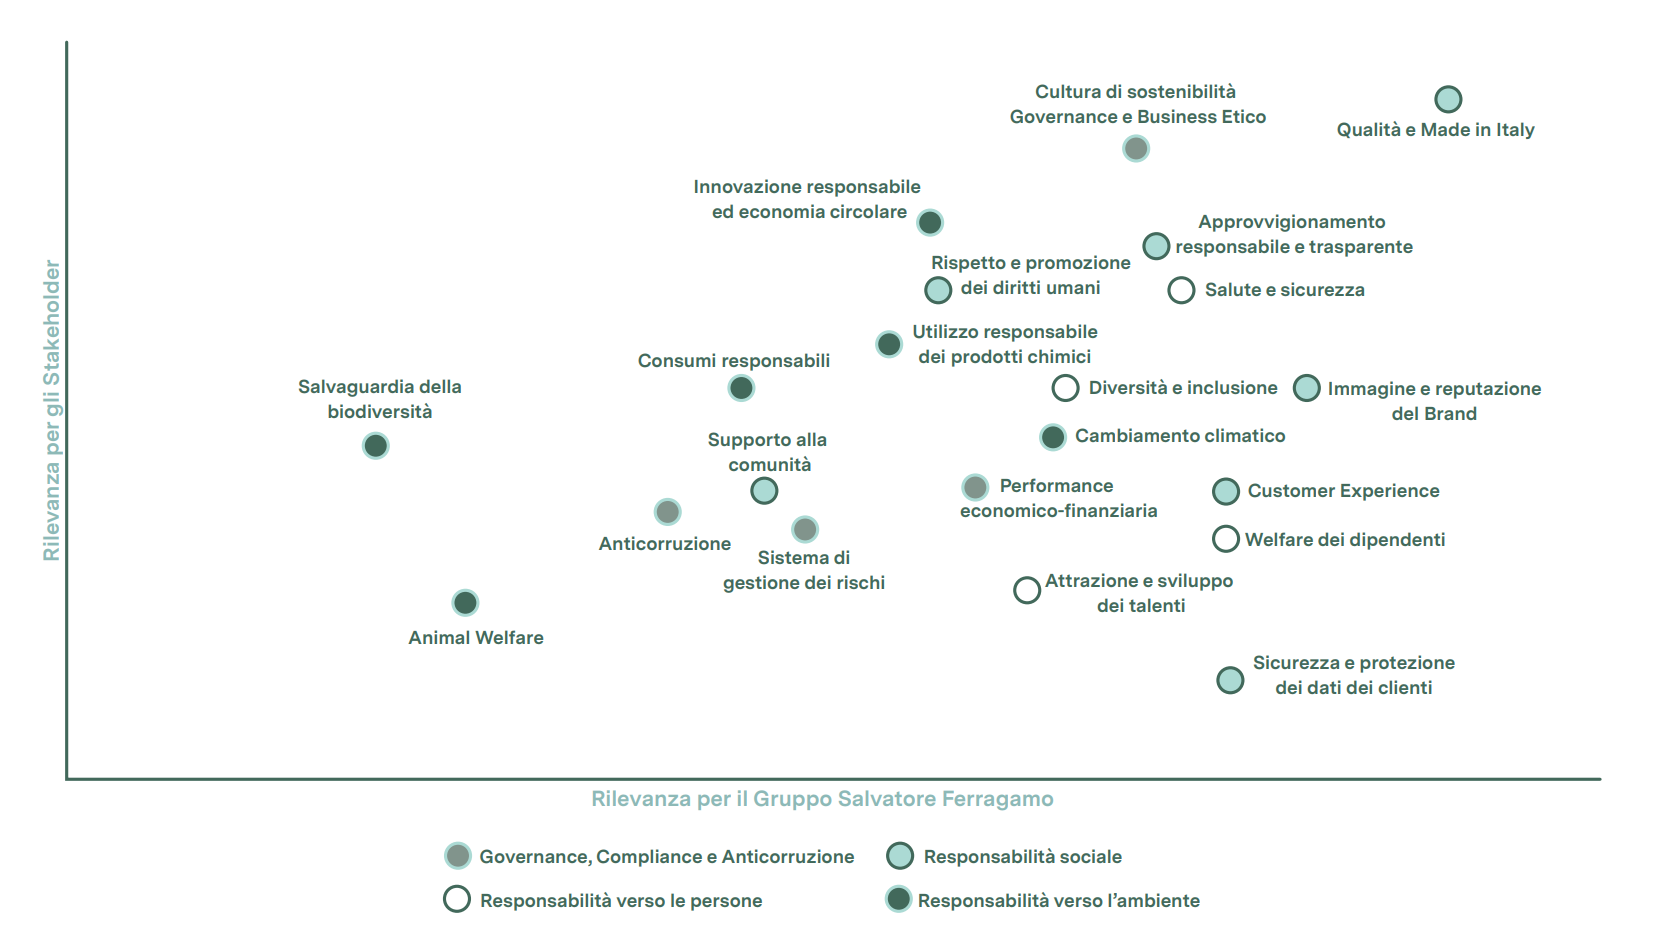 Rilevanza per gli Stakeholder
Cultura di sostenibilità
Governance e Business Etico
Qualità e Made in Italy
Innovazione responsabile
ed economia circolare
Approvvigionamento
responsabile e trasparente
Rispetto e promozione
dei diritti umani
Salute e sicurezza
Utilizzo responsabile
dei prodotti chimici
Consumi responsabili
Salvaguardia della
biodiversità
Diversità e inclusione
Immagine e reputazione
del Brand
Supporto alla
comunità
Cambiamento climatico
Performance
economico-finanziaria
Customer Experience
Anticorruzione
Sistema di
gestione dei rischi
Welfare dei dipendenti
Attrazione e sviluppo
dei talenti
Animal Welfare
Sicurezza e protezione
dei dati dei clienti
Rilevanza per il Gruppo Salvatore Ferragamo
Governance, Compliance e Anticorruzione
Responsabilità sociale
Responsabilità verso le persone
Responsabilità verso l’ambiente